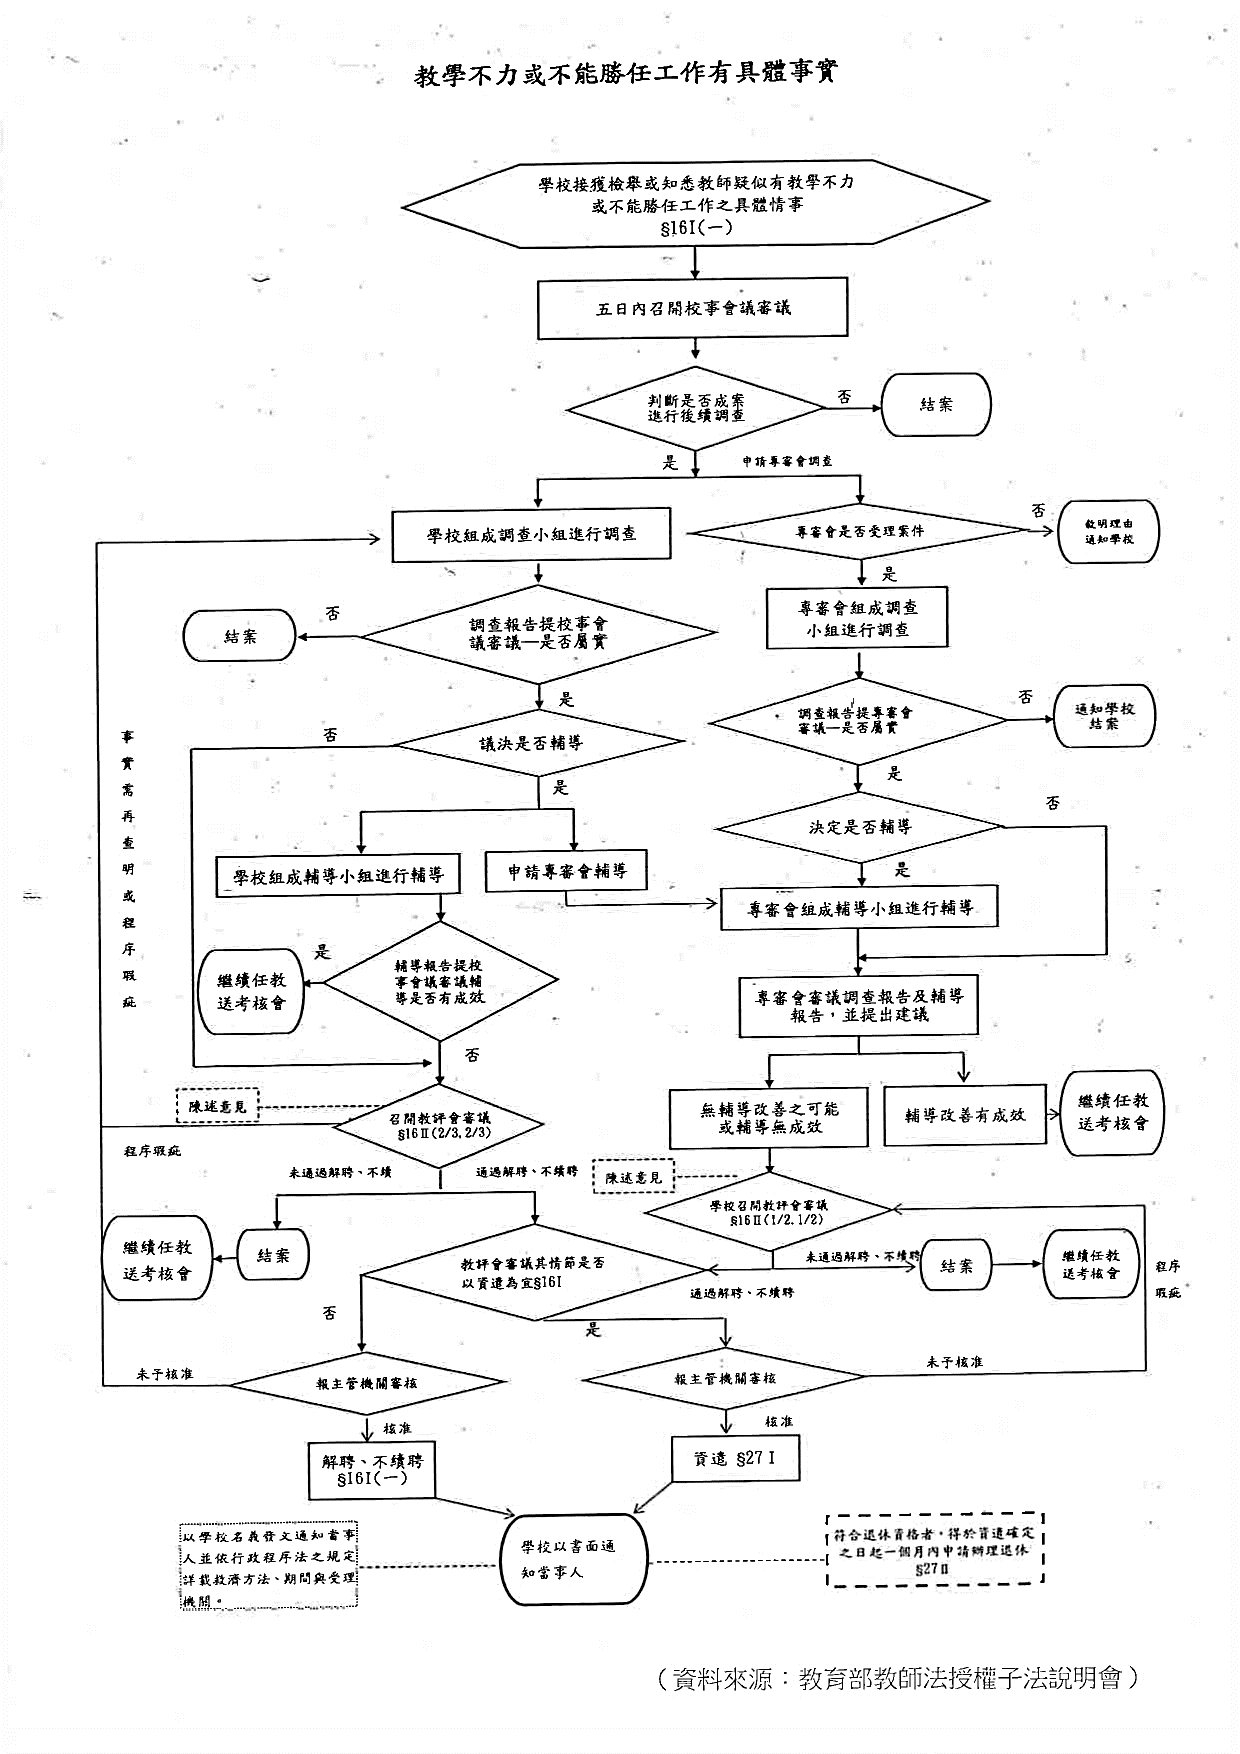 教學不力或不能勝任工作有具體事實
學校接獲檢舉或知悉教師疑似有教學不力
或不能勝任工作之具體情事
§16I(一)
五日內召開校事會議審議
判斷是否成案
進行後續調查
否
結案
是
申請專審會調查
學校組成調查小組進行調查
專審會是否受理案件
否
敘明理由
通知學校
是
專審會組成調查
小組進行調查
調查報告提校事會
議審議—是否屬實
否
結案
是
調查報告提專審會
審議—是否屬實
否
通知學校
結案
是
議決是否輔導
否
是
決定是否輔導
否
是
學校組成輔導小組進行輔導
申請專審會輔導
專審會組成輔導小組進行輔導
事實需再查明或程序瑕疵
輔導報告提校
事會議審議輔
導是否有成效
是
繼續任教
送考核會
否
專審會審議調查報告及輔導
報告，並提出建議
無輔導改善之可能
或輔導無成效
輔導改善有成效
繼續任教
送考核會
陳述意見
召開教評會審議
§16II(2/3,2/3)
程序瑕疵
未通過解聘、不續
通過解聘、不續聘
陳述意見
學校召開教評會審議
§16II(1/2,1/2)
繼續任教
送考核會
結案
教評會審議其情節是否
以資遣為宜§16I
未通過解聘、不續聘
通過解聘、不續聘
結案
繼續任教
送考核會
程序
瑕疵
否
是
未予核准
報主管機關審核
報主管機關審核
未予核准
核准
核准
解聘、不續聘
§16I(一)
資遣 §27 I
以學校名義發文通知當事
人並依行政程序法之規定
詳載救濟方法、期間與受理
機關。
學校以書面通
知當事人
符合退休資格者，得於資遣確定
之日起一個月內申請辦理退休
§27II
（資料來源：教育部教師法授權子法說明會）